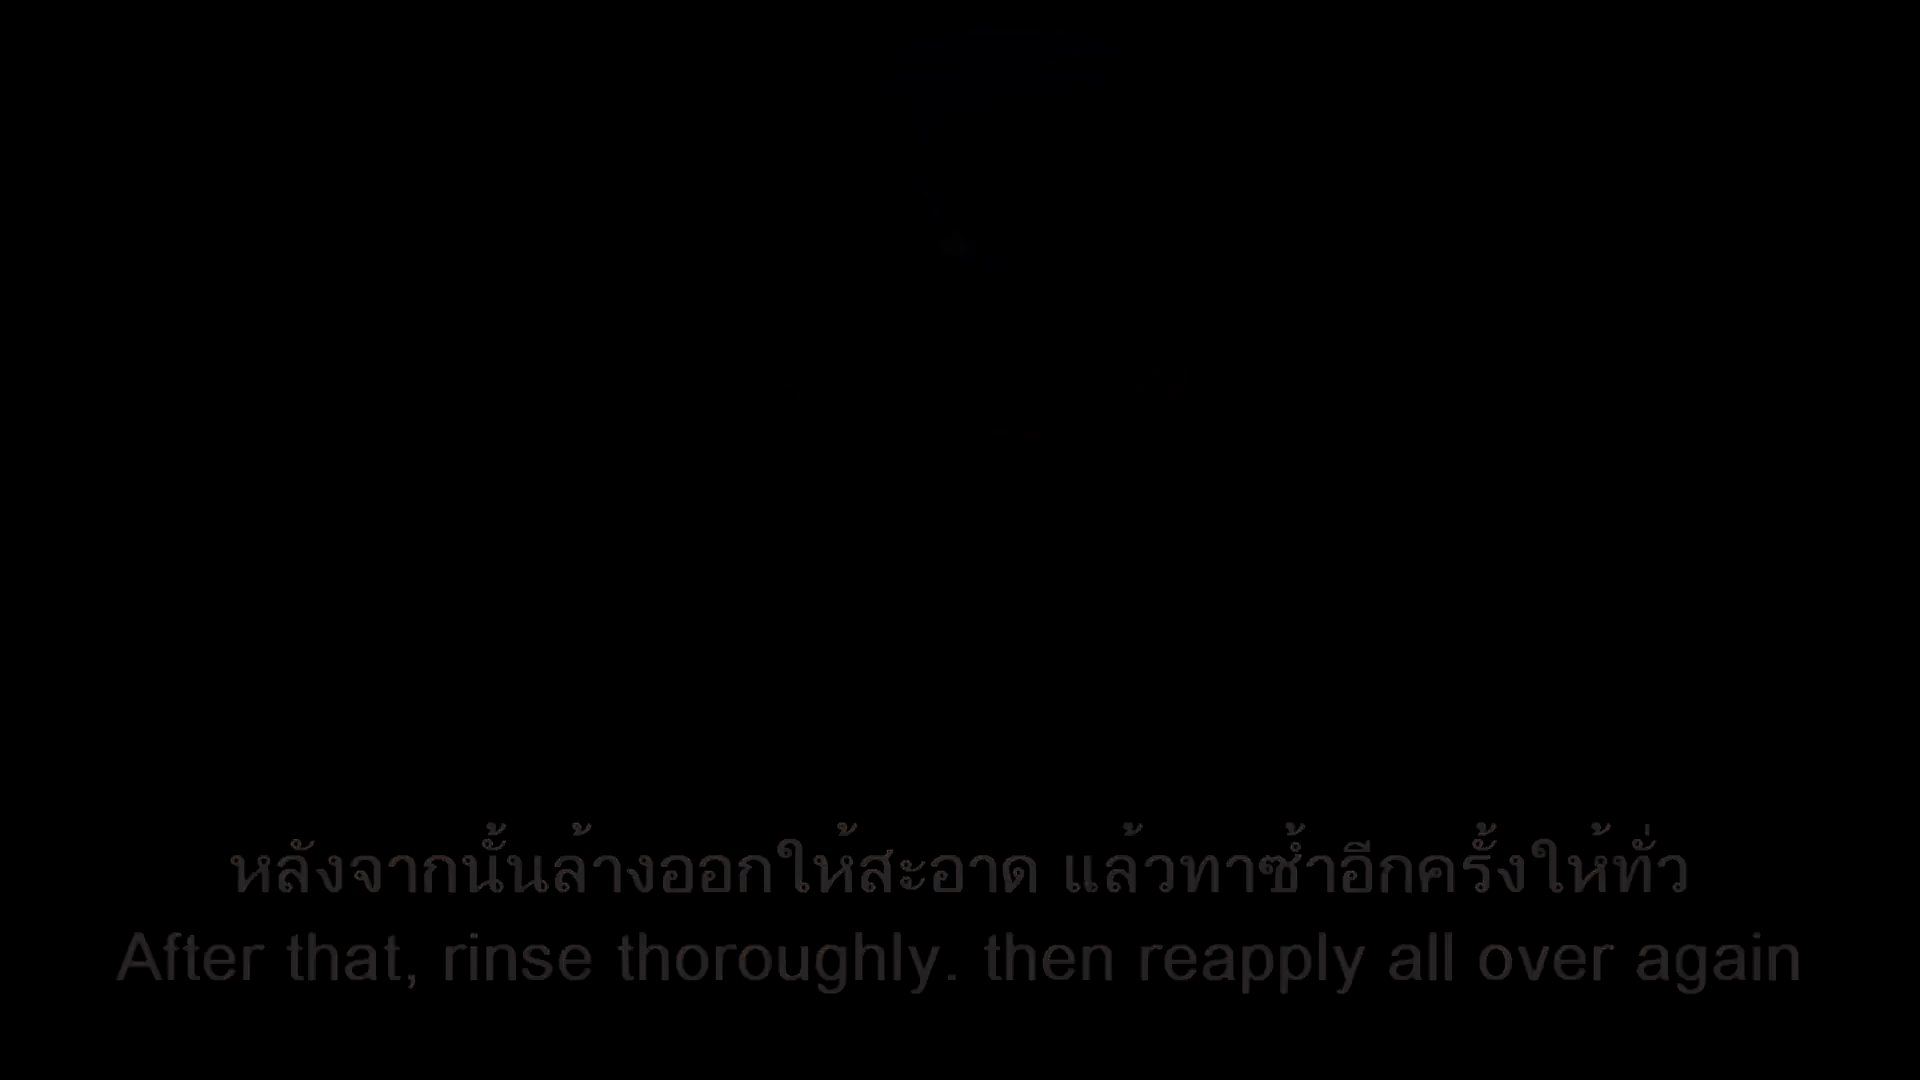 หลังจากนั้นล้างออกให้สะอาด แล้วทาซ้ำอีกครั้งให้ทั่ว
After that, rinse thoroughly. then reapply all over again